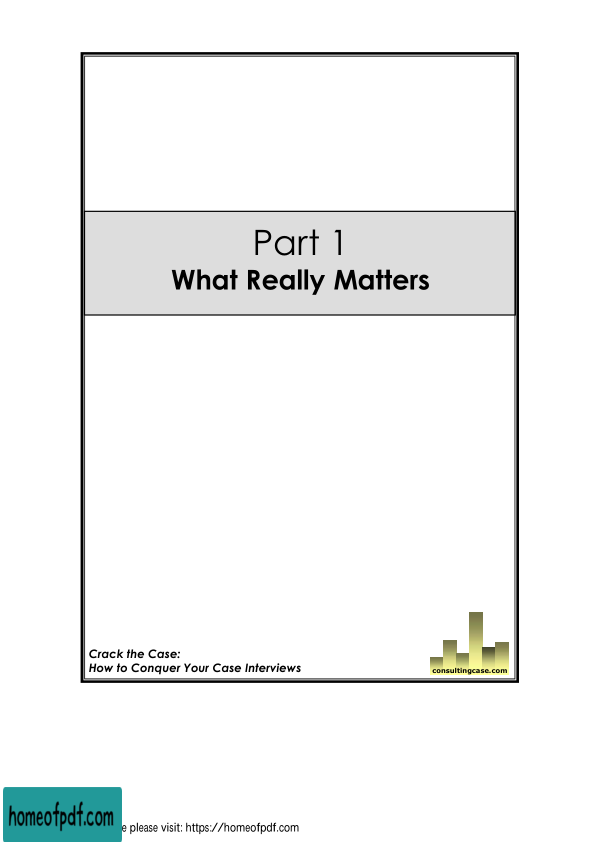 Part 1
What Really Matters
Crack the Case:
How to Conquer Your Case Interviews
consultingcase.com
homeofpdf.com
please visit: https://homeofpdf.com